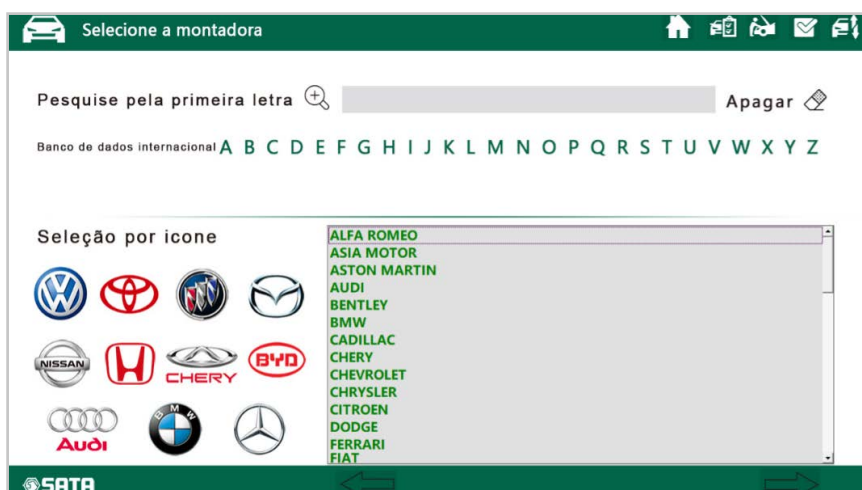 Selecione a montadora
Pesquise pela primeira letra
Apagar
Banco de dados internacional A B C D E F G H I J K L M N O P Q R S T U V W X Y Z
Seleção por icone
ALFA ROMEO
ASIA MOTOR
ASTON MARTIN
AUDI
BENTLEY
BMW
CADILLAC
CHERY
CHEVROLET
CHRYSLER
CITROEN
DODGE
FERRARI
FIAT
NISSAN
CHERY
BYD
Audi
BMW
SATA